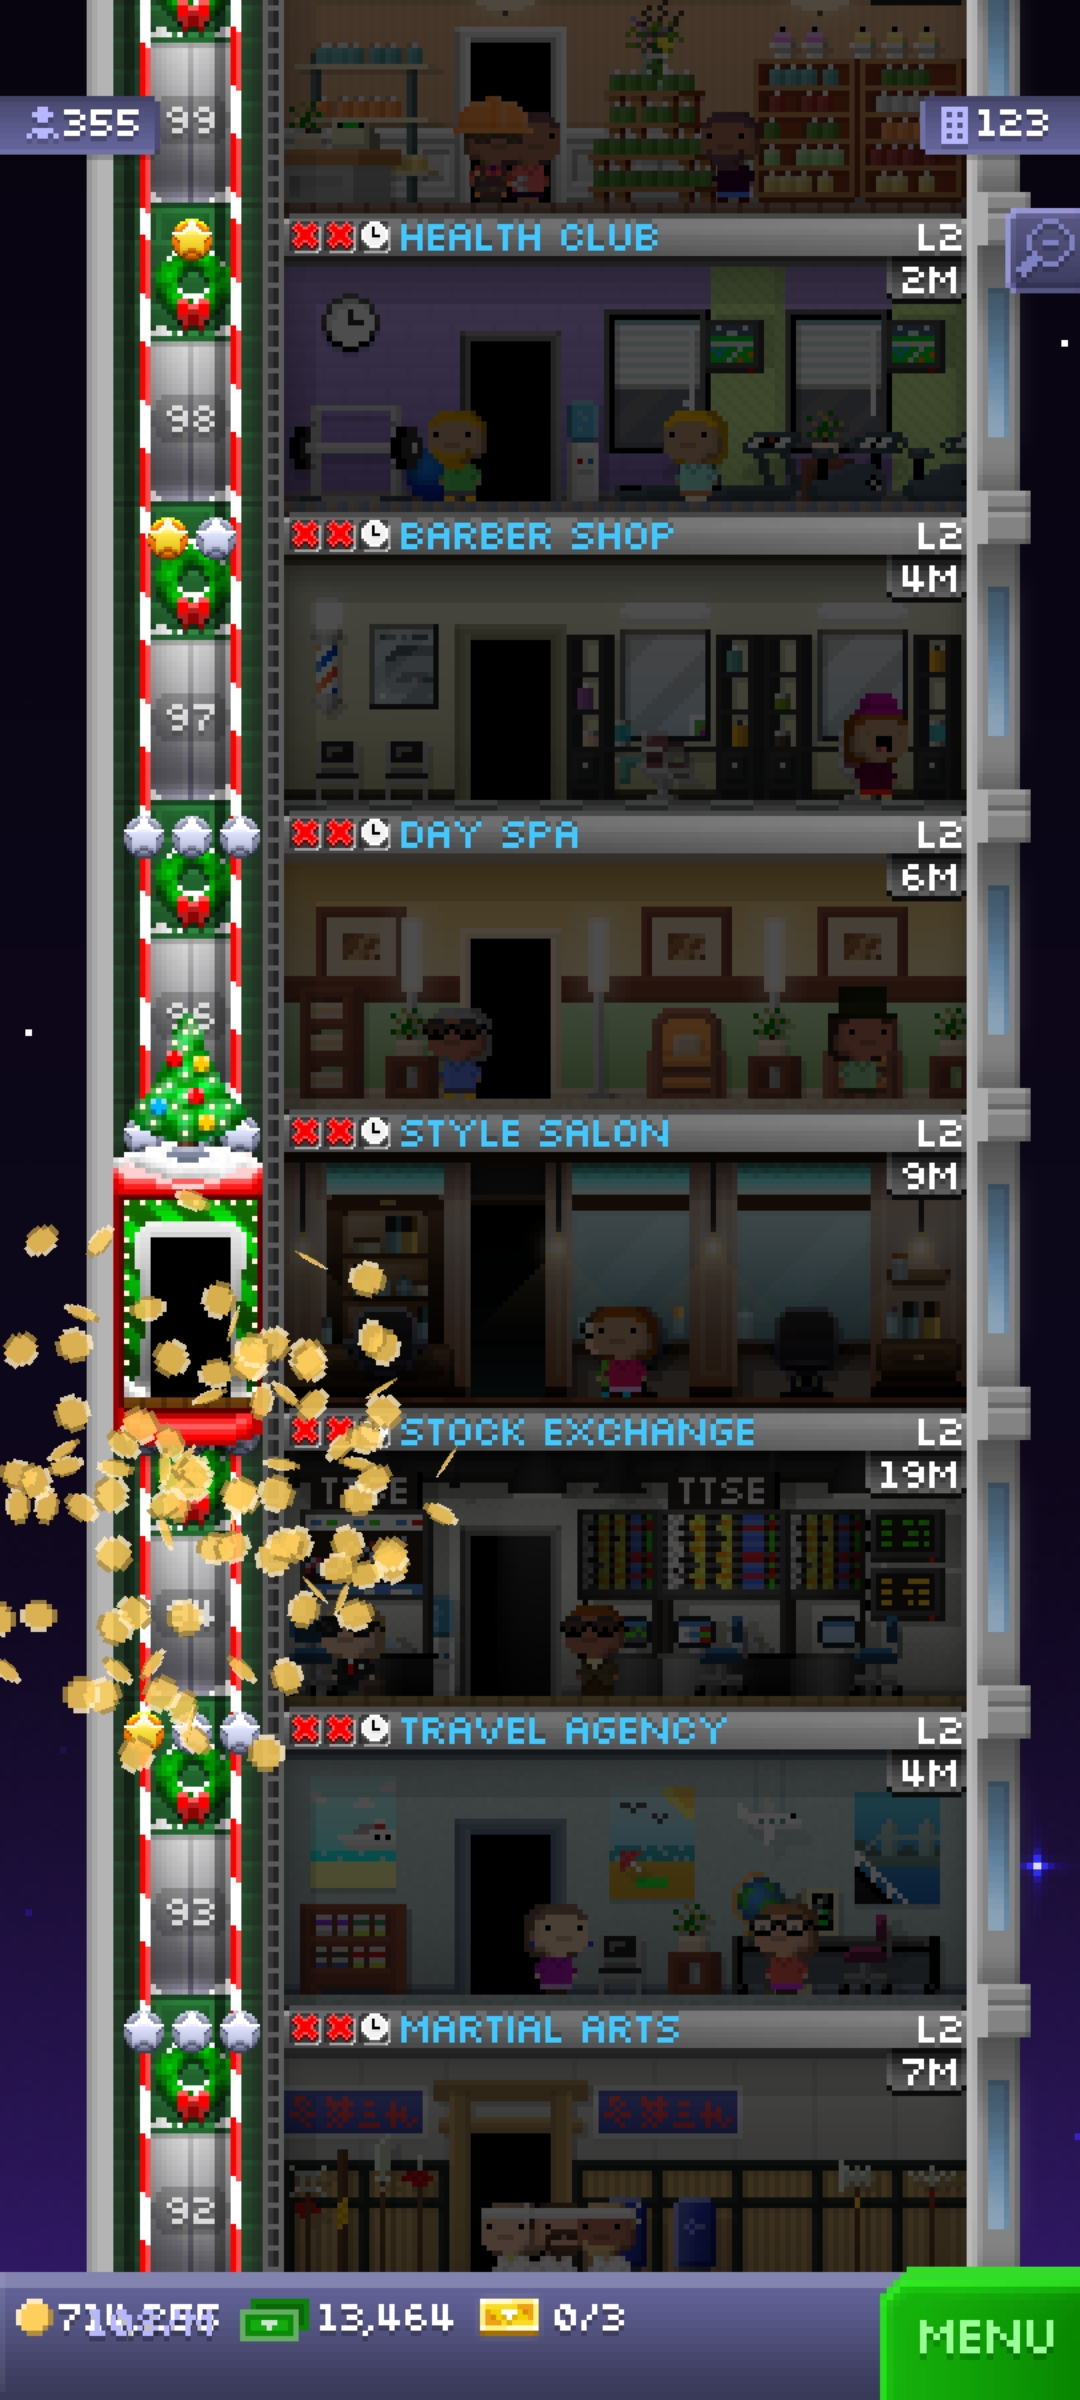 99
355
123
HEALTH CLUB L2
2M
98
BARBER SHOP L2
4M
97
DAY SPA L2
6M
96
STYLE SALON L2
9M
STOCK EXCHANGE L2
19M
TTSE
TRAVEL AGENCY L2
4M
93
MARTIAL ARTS L2
7M
92
13,464
0/3
MENU